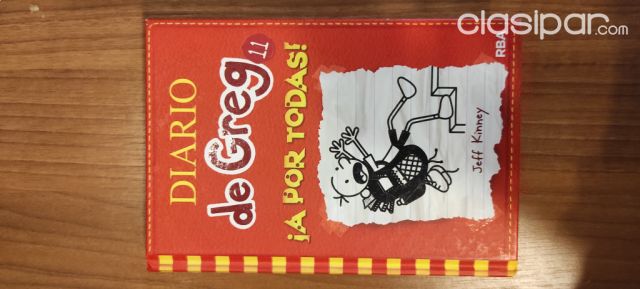 clasipar.com
DIARIO
de Greg 11
¡A POR TODAS!
Jeff Kinney
RBA